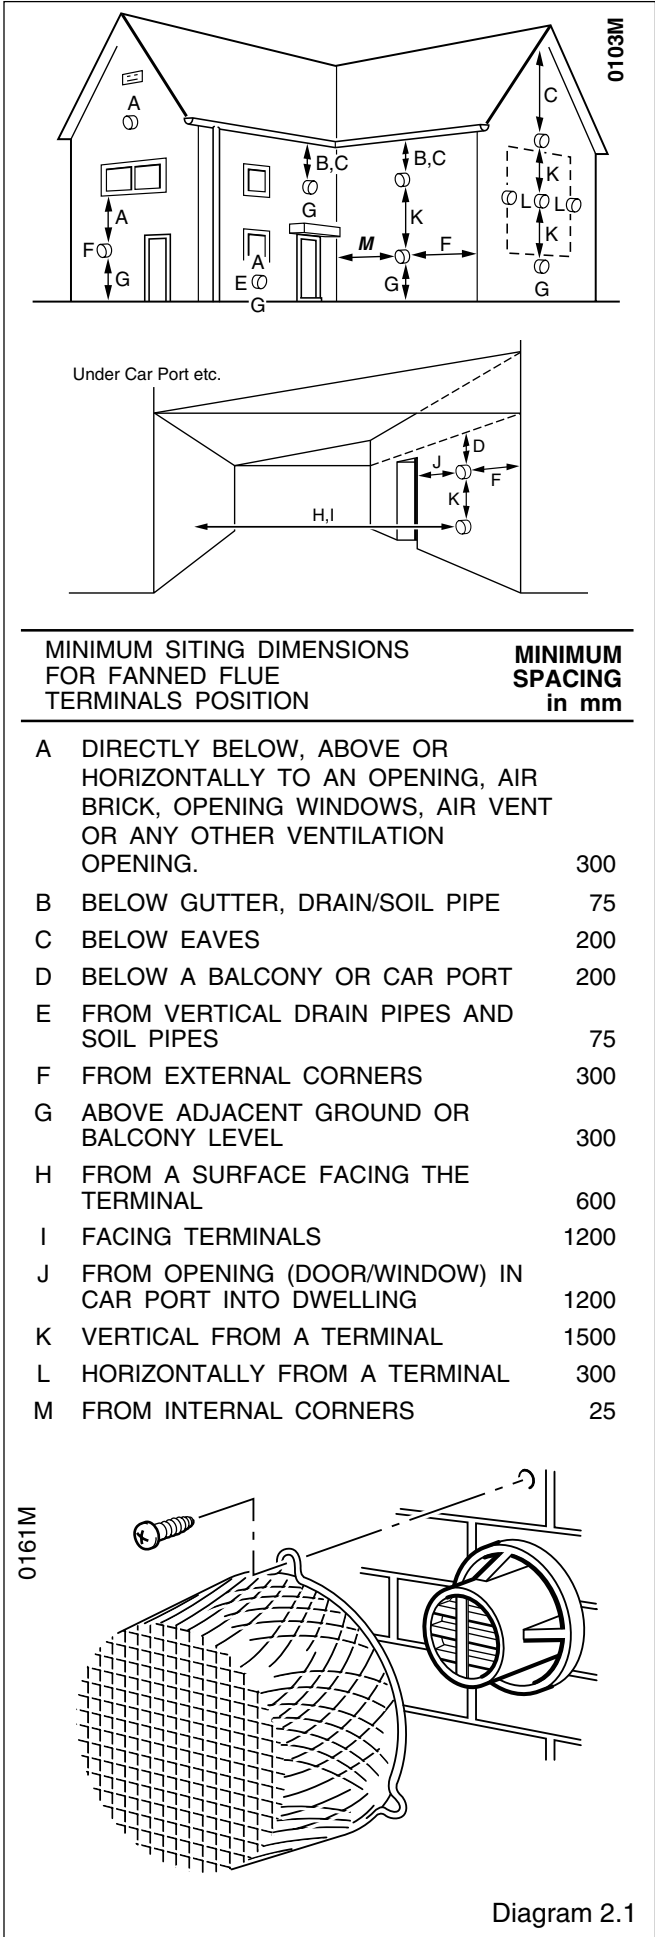 0103M
A
C
B,C
B,C
K
G
L
L
K
A
M
F
K
F
A
G
G
E
G
G
Under Car Port etc.
D
J
F
K
H,I
MINIMUM SITING DIMENSIONS
FOR FANNED FLUE
TERMINALS POSITION
MINIMUM
SPACING
in mm
A DIRECTLY BELOW, ABOVE OR
HORIZONTALLY TO AN OPENING, AIR
BRICK, OPENING WINDOWS, AIR VENT
OR ANY OTHER VENTILATION
OPENING. 300
B BELOW GUTTER, DRAIN/SOIL PIPE 75
C BELOW EAVES 200
D BELOW A BALCONY OR CAR PORT 200
E FROM VERTICAL DRAIN PIPES AND
SOIL PIPES 75
F FROM EXTERNAL CORNERS 300
G ABOVE ADJACENT GROUND OR
BALCONY LEVEL 300
H FROM A SURFACE FACING THE
TERMINAL 600
I FACING TERMINALS 1200
J FROM OPENING (DOOR/WINDOW) IN
CAR PORT INTO DWELLING 1200
K VERTICAL FROM A TERMINAL 1500
L HORIZONTALLY FROM A TERMINAL 300
M FROM INTERNAL CORNERS 25
0161M
Diagram 2.1